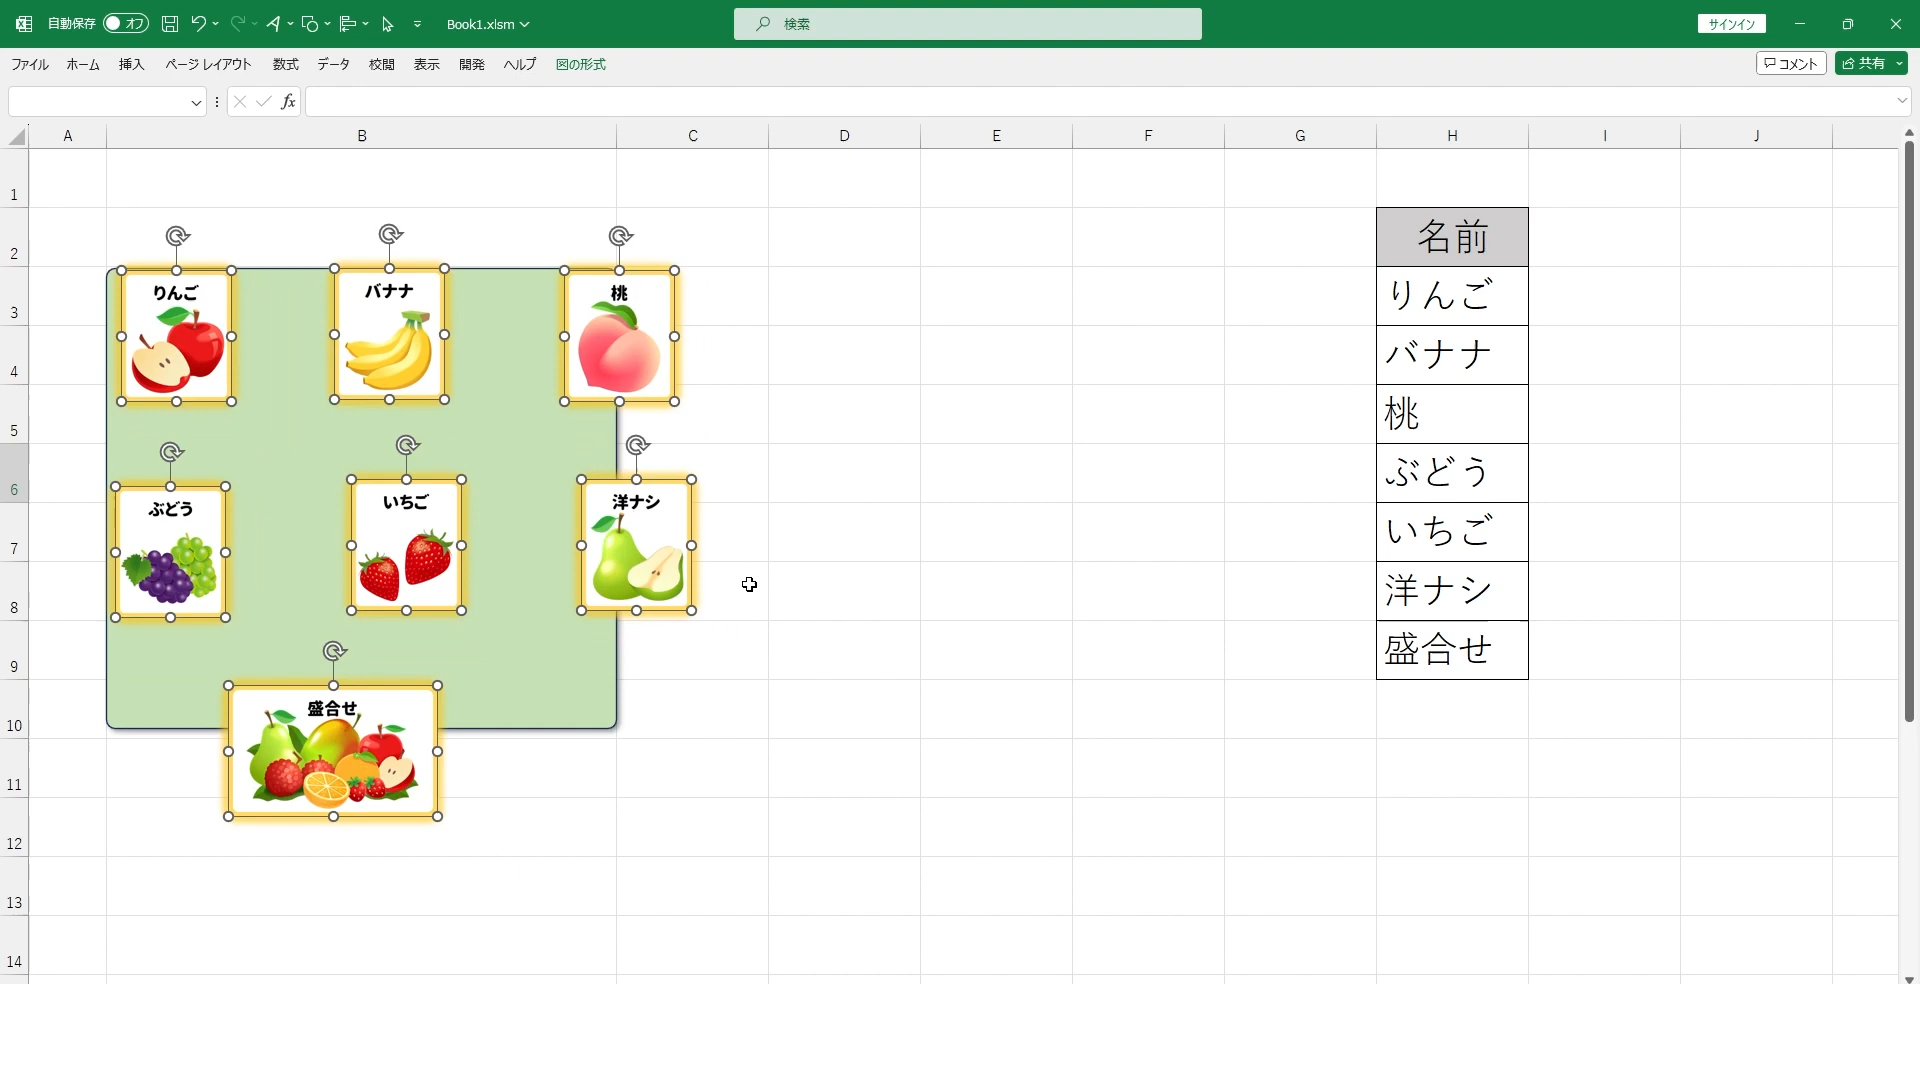 自動保存 オフ Book1.xlsm 検索 サインイン
ファイル ホーム 挿入 ページ レイアウト 数式 データ 校閲 表示 開発 ヘルプ 図の形式 コメント 共有
fx
A B C D E F G H I J
1
2
3
4
5
6
7
8
9
10
11
12
13
14
りんご バナナ 桃
ぶどう いちご 洋ナシ
盛合せ
名前
りんご
バナナ
桃
ぶどう
いちご
洋ナシ
盛合せ